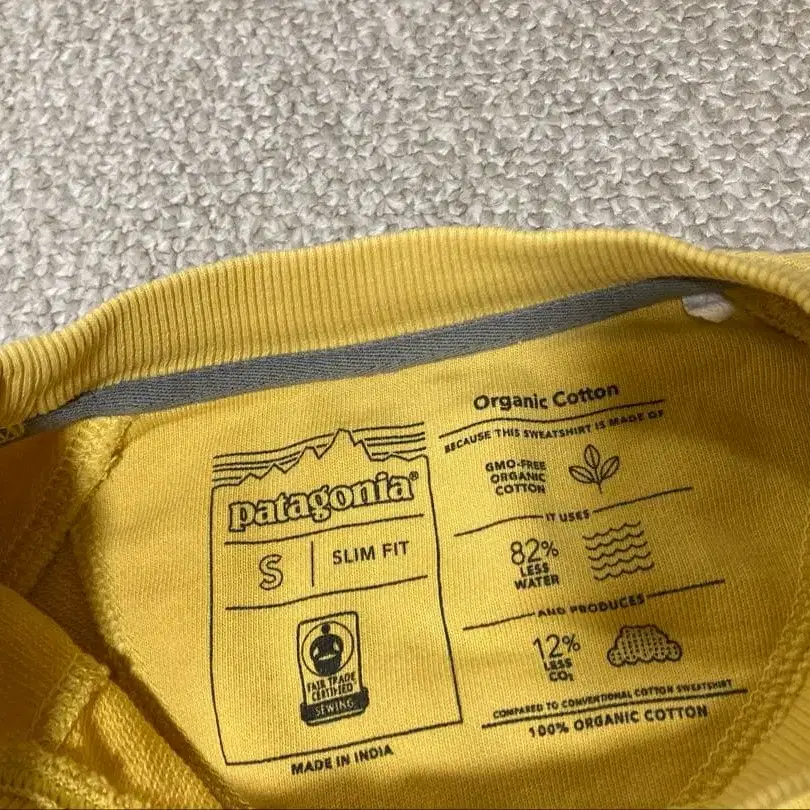 patagonia®
S | SLIM FIT
FAIR TRADE
CERTIFIED
SEWING
MADE IN INDIA
Organic Cotton
BECAUSE THIS SWEATSHIRT IS MADE OF
GMO-FREE
ORGANIC
COTTON
IT USES
82%
LESS
WATER
AND PRODUCES
12%
LESS
CO₂
COMPARED TO CONVENTIONAL COTTON SWEATSHIRT
100% ORGANIC COTTON